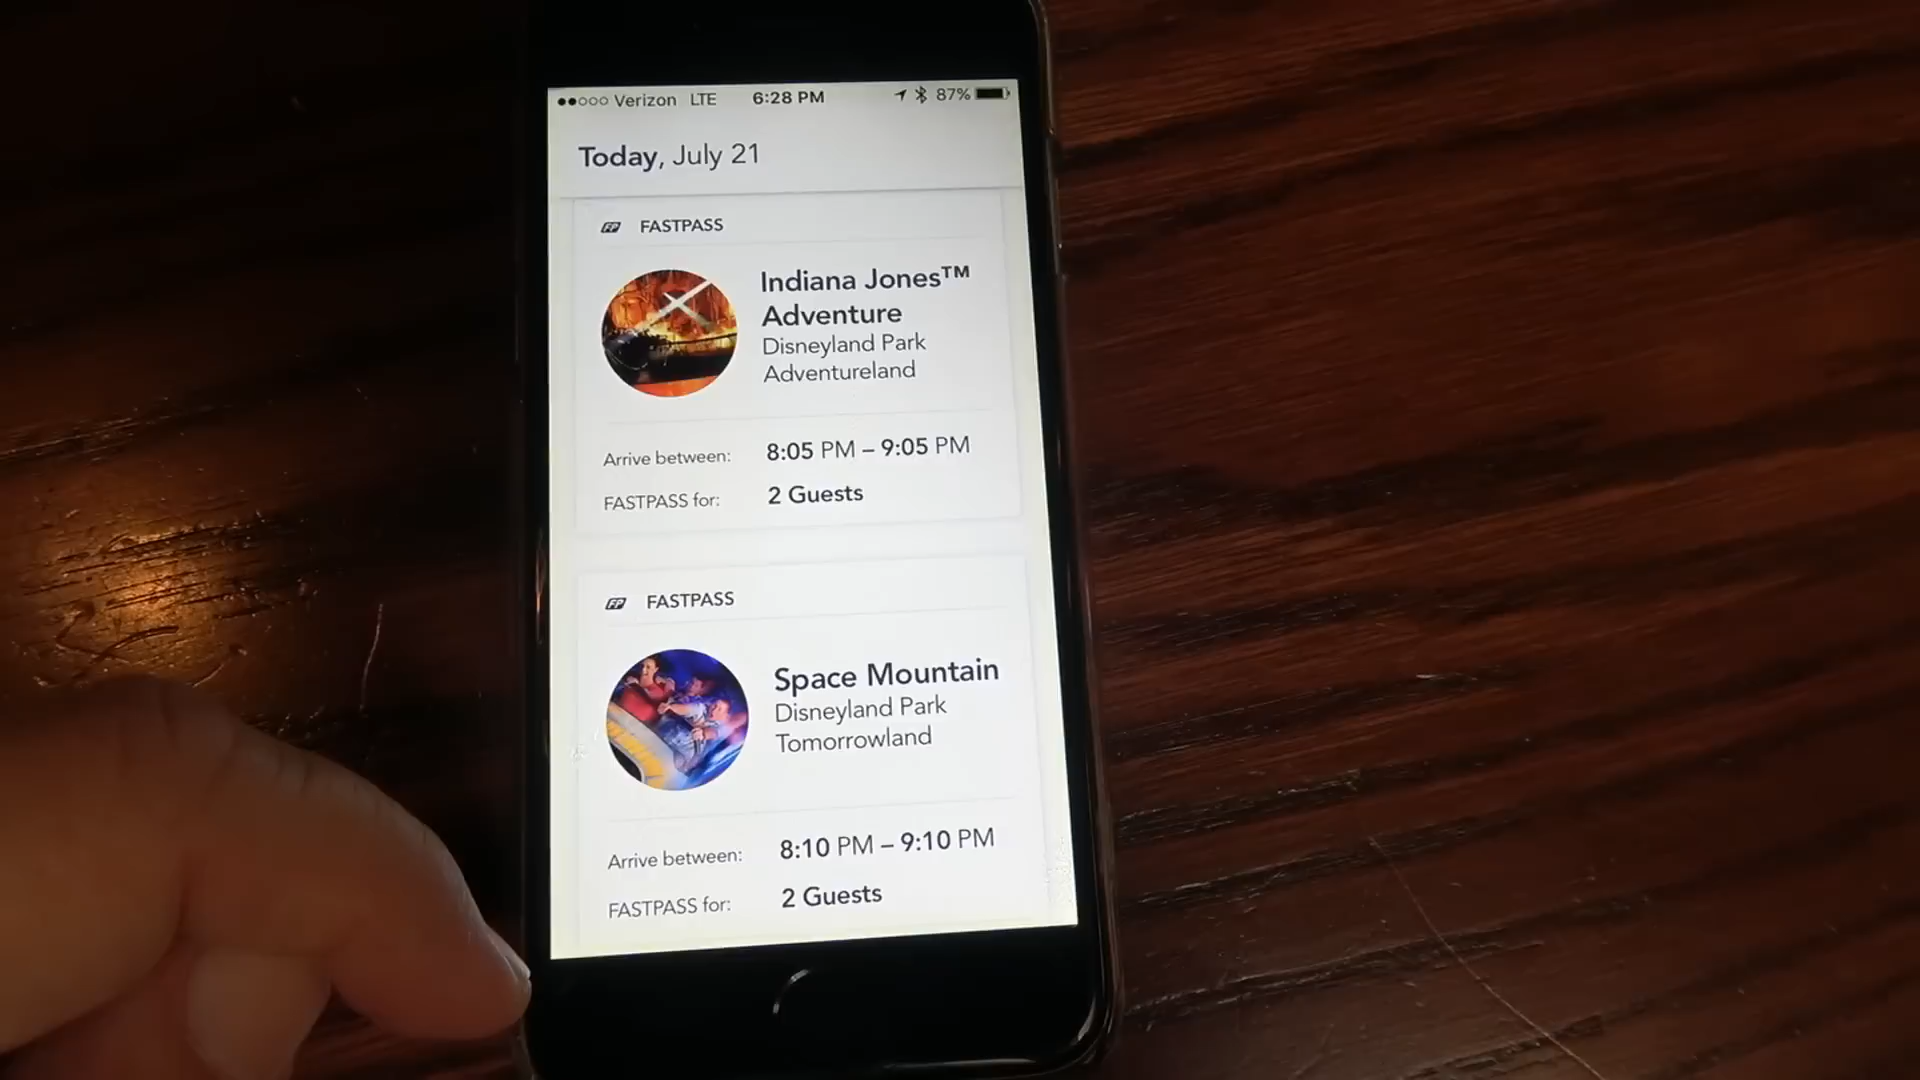 Verizon LTE 6:28 PM 87%
Today, July 21
FP FASTPASS
Indiana Jones™
Adventure
Disneyland Park
Adventureland
Arrive between: 8:05 PM – 9:05 PM
FASTPASS for: 2 Guests
FP FASTPASS
Space Mountain
Disneyland Park
Tomorrowland
Arrive between: 8:10 PM – 9:10 PM
FASTPASS for: 2 Guests